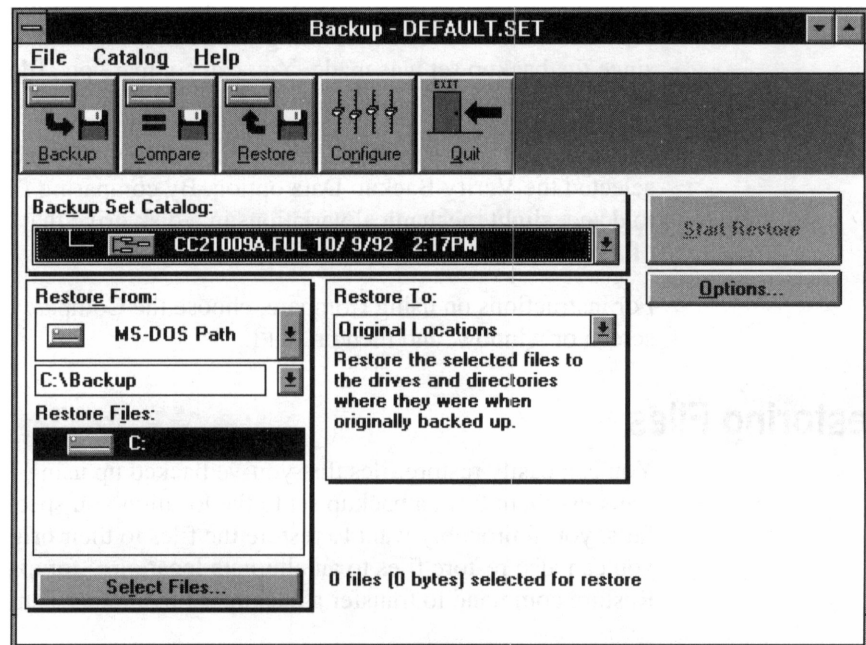 Backup - DEFAULT.SET
File Catalog Help
EXIT
Backup Compare Restore Configure Quit
Backup Set Catalog:
CC21009A.FUL 10/ 9/92 2:17PM
Start Restore
Options...
Restore From:
MS-DOS Path
C:\Backup
Restore Files:
C:
Select Files...
Restore To:
Original Locations
Restore the selected files to
the drives and directories
where they were when
originally backed up.
0 files (0 bytes) selected for restore